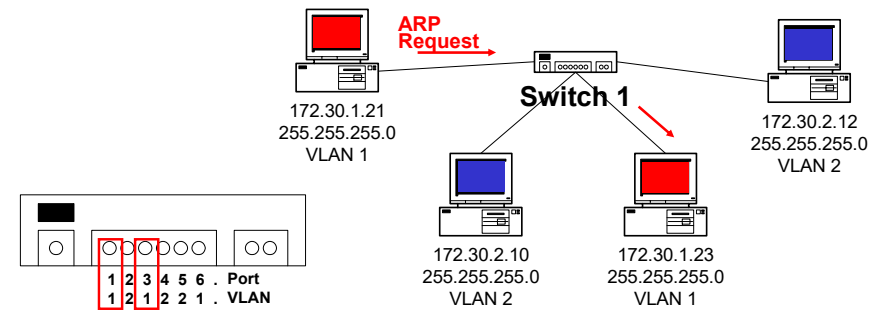 ARP
Request
Switch 1
172.30.1.21
255.255.255.0
VLAN 1
172.30.2.12
255.255.255.0
VLAN 2
172.30.2.10
255.255.255.0
VLAN 2
172.30.1.23
255.255.255.0
VLAN 1
1 2 3 4 5 6 . Port
1 2 1 2 2 1 . VLAN